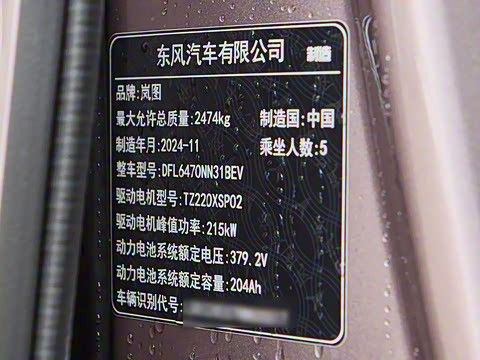 东风汽车有限公司 制造
品牌:岚图
最大允许总质量:2474kg 制造国:中国
制造年月:2024-11 乘坐人数:5
整车型号:DFL6470NN31BEV
驱动电机型号:TZ220XSP02
驱动电机峰值功率:215kW
动力电池系统额定电压:379.2V
动力电池系统额定容量:204Ah
车辆识别代号: